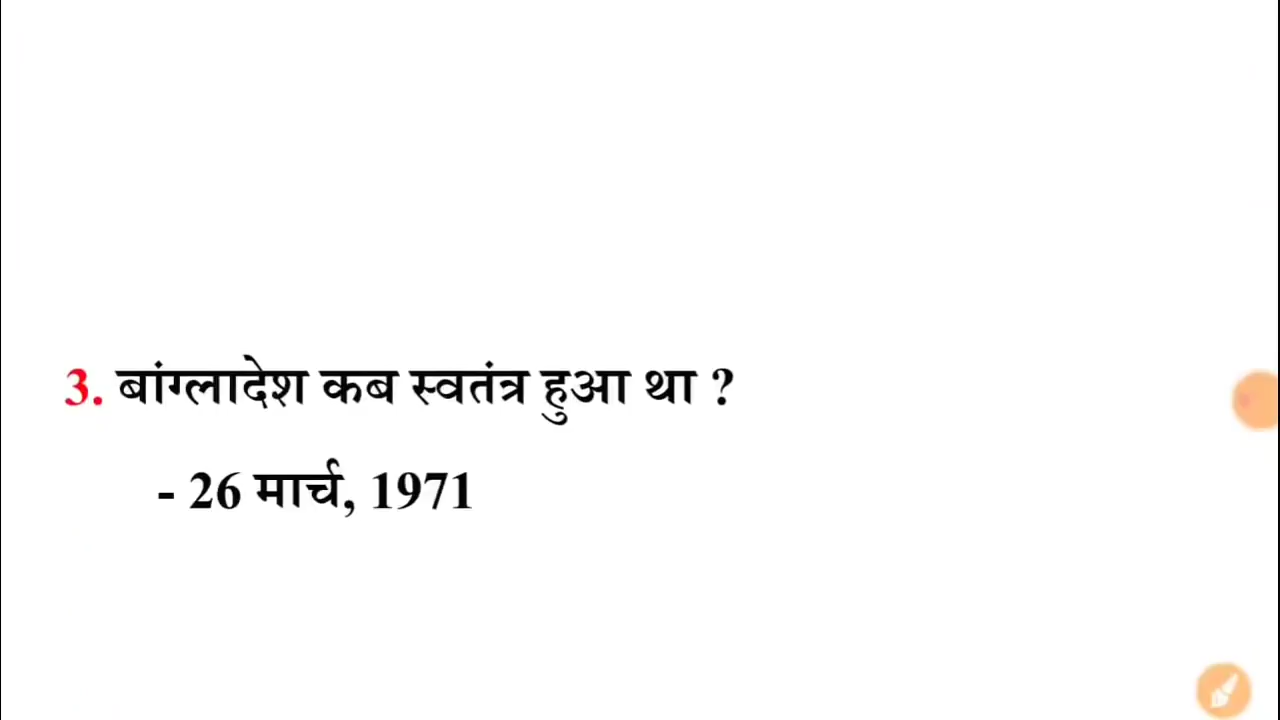 3. बांग्लादेश कब स्वतंत्र हुआ था ?
- 26 मार्च, 1971